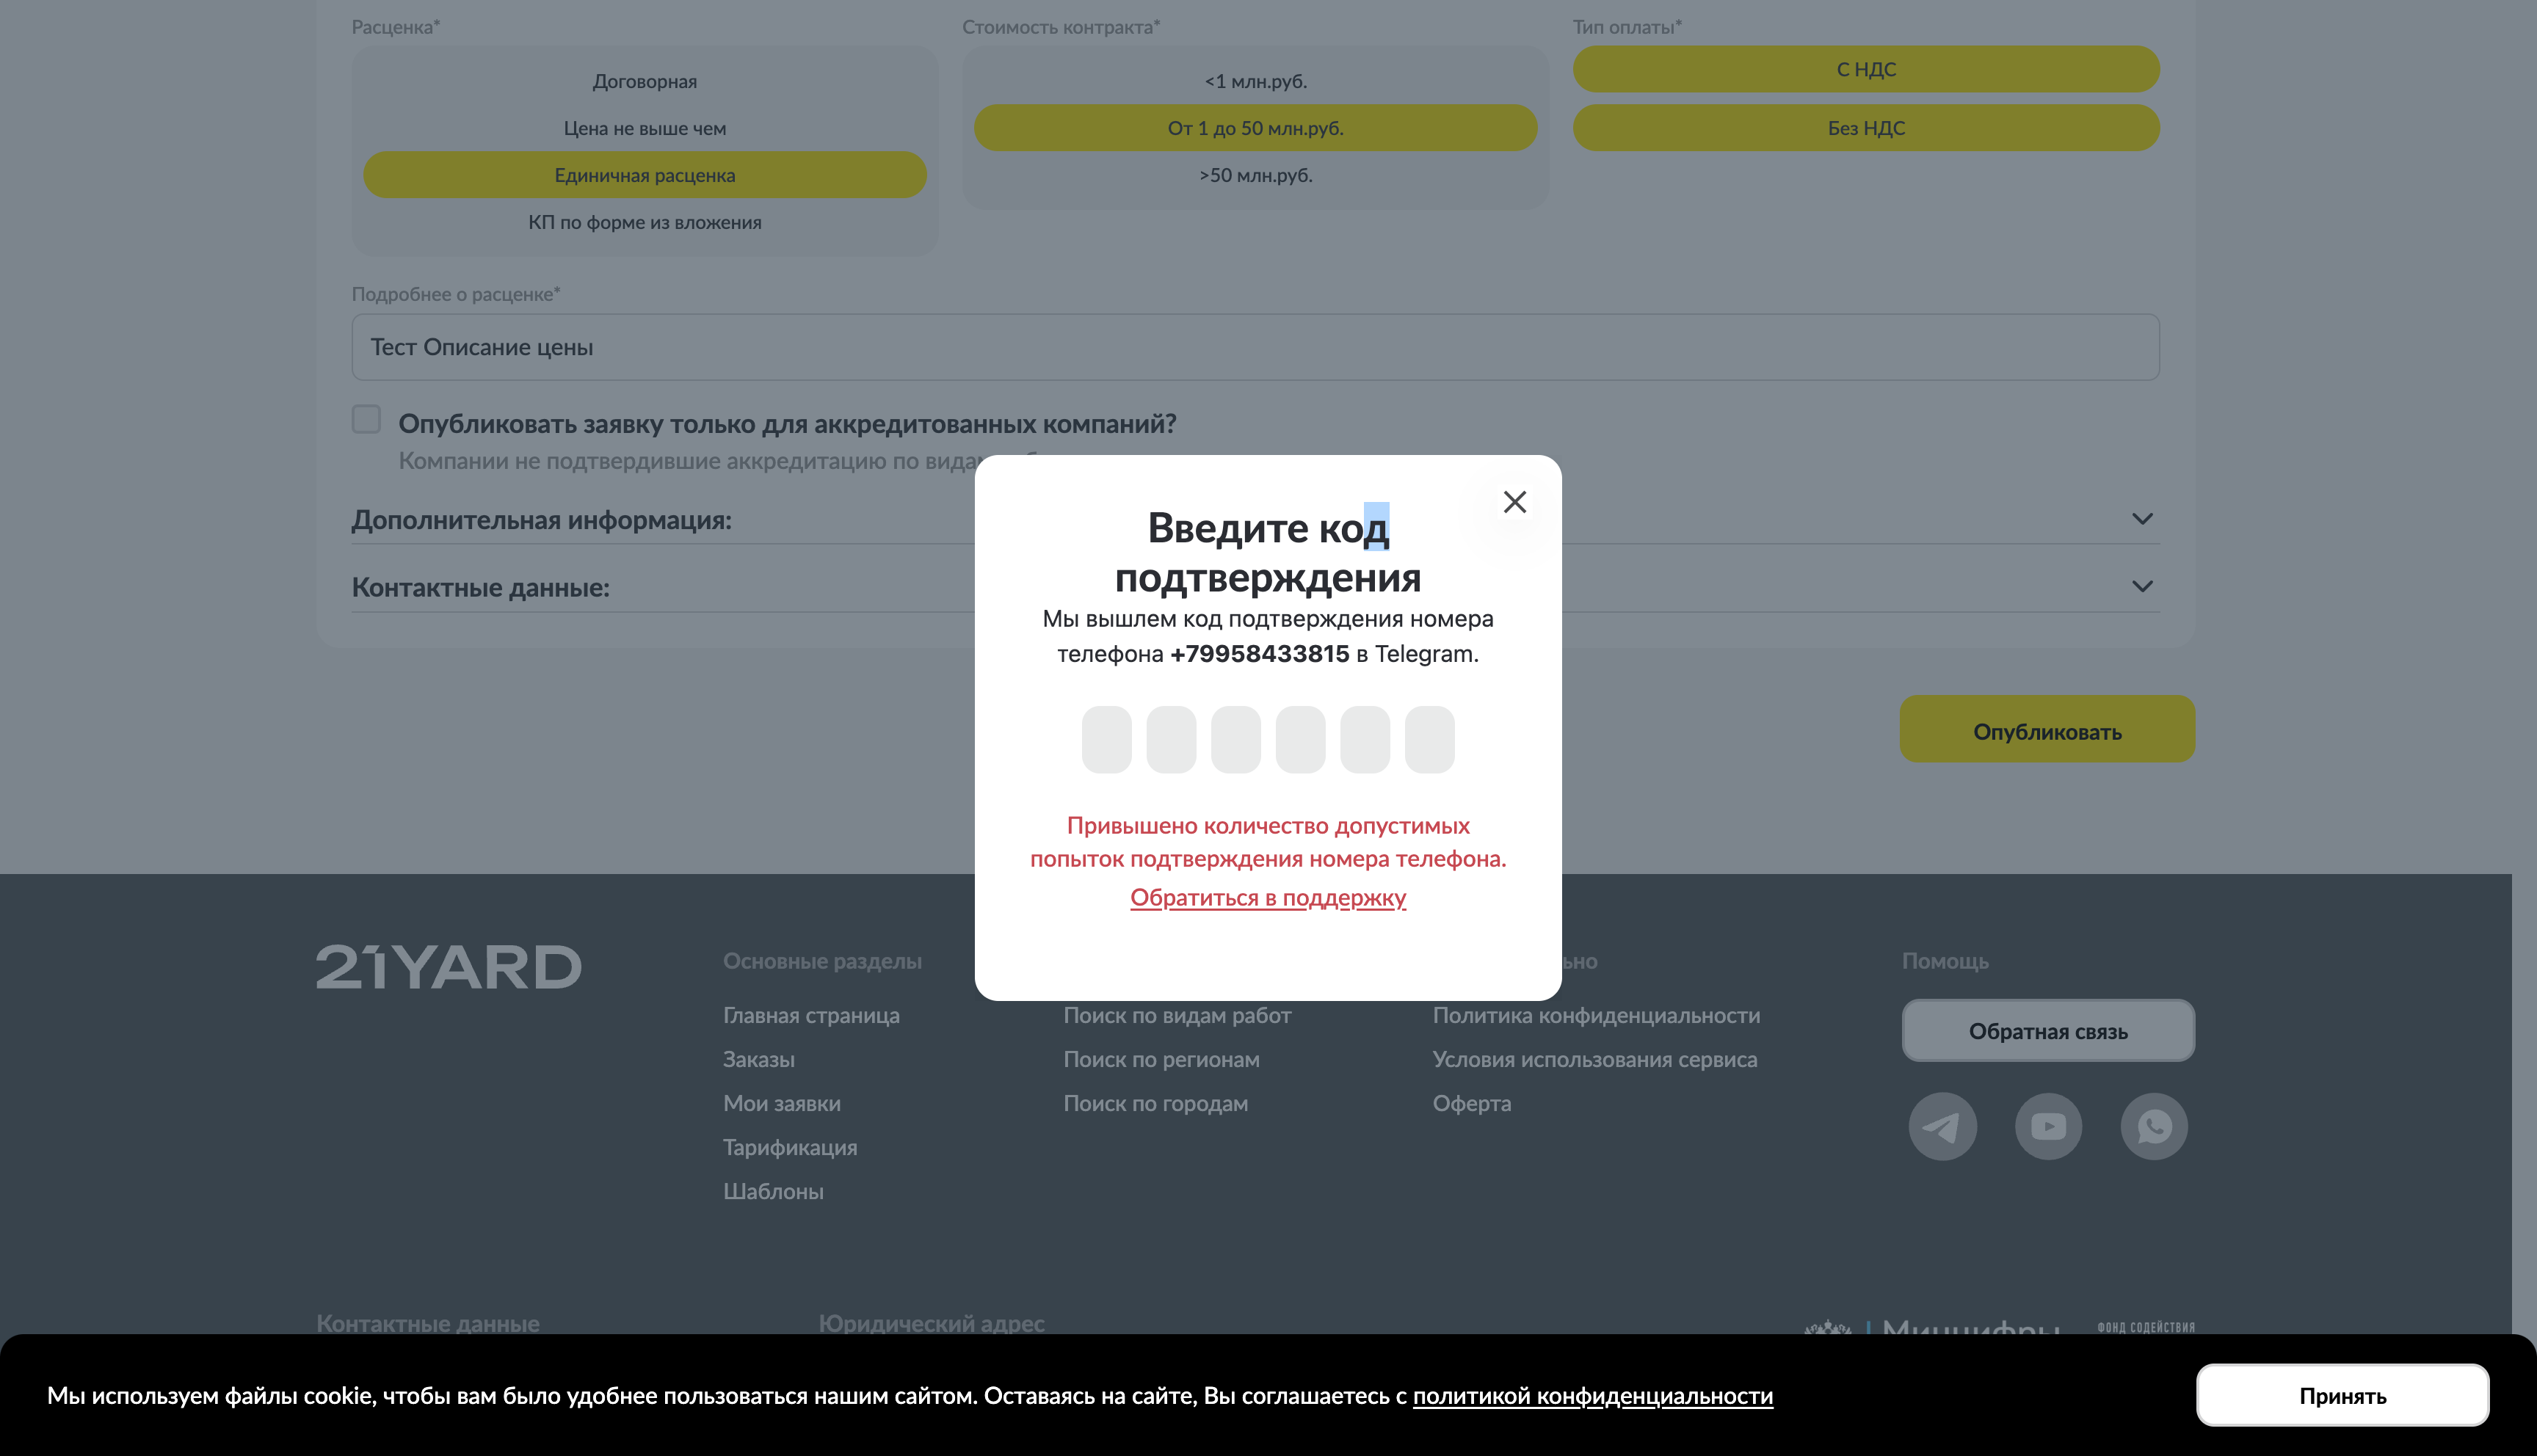 Расценка*
Стоимость контракта*
Тип оплаты*
Договорная
Цена не выше чем
Единичная расценка
КП по форме из вложения
<1 млн.руб.
От 1 до 50 млн.руб.
>50 млн.руб.
С НДС
Без НДС
Подробнее о расценке*
Тест Описание цены
Опубликовать заявку только для аккредитованных компаний?
Компании не подтвердившие аккредитацию по видам
Дополнительная информация:
Контактные данные:
Введите код
подтверждения
Мы вышлем код подтверждения номера
телефона +79958433815 в Telegram.
Привышено количество допустимых
попыток подтверждения номера телефона.
Обратиться в поддержку
Опубликовать
21YARD
Основные разделы
Главная страница
Заказы
Мои заявки
Тарификация
Шаблоны
Поиск по видам работ
Поиск по регионам
Поиск по городам
ьно
Политика конфиденциальности
Условия использования сервиса
Оферта
Помощь
Обратная связь
Контактные данные
Юридический адрес
Минцифры
ФОНД СОДЕЙСТВИЯ
Мы используем файлы cookie, чтобы вам было удобнее пользоваться нашим сайтом. Оставаясь на сайте, Вы соглашаетесь с политикой конфиденциальности
Принять